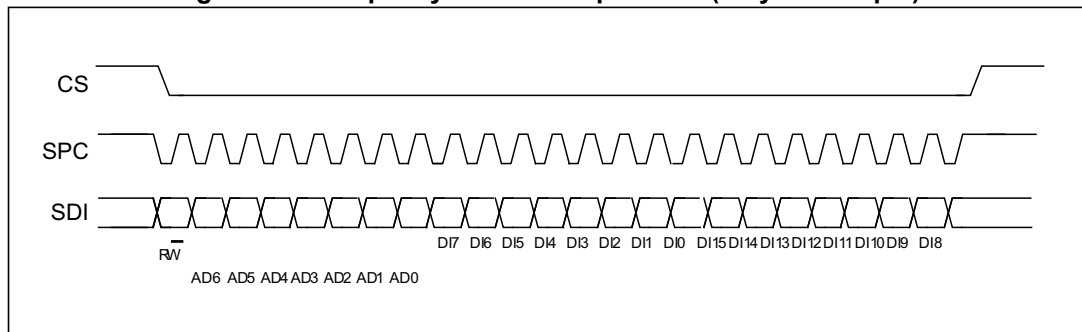 CS
SPC
SDI
RW
DI7 DI6 DI5 DI4 DI3 DI2 DI1 DI0 DI15 DI14 DI13 DI12 DI11 DI10 DI9 DI8
AD6 AD5 AD4 AD3 AD2 AD1 AD0